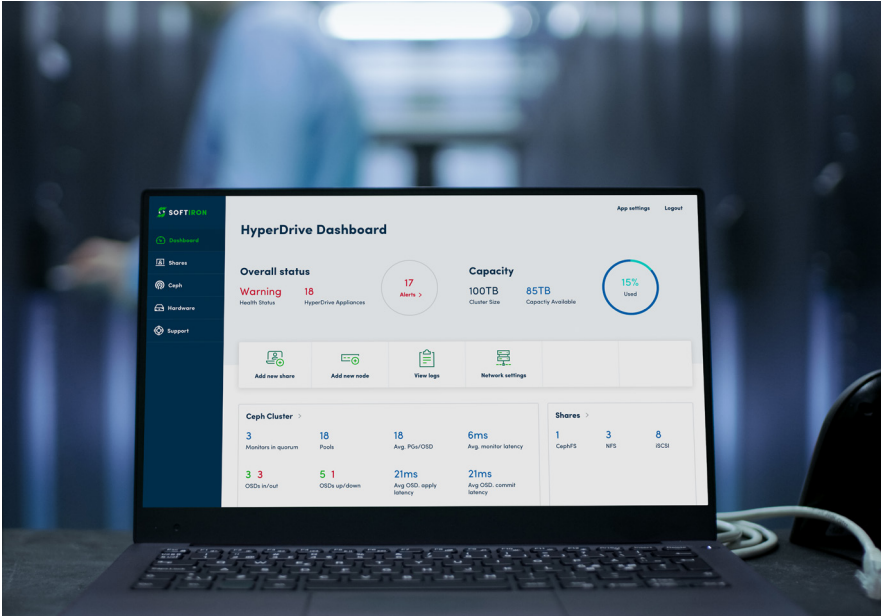 SOFTIRON
App settings Logout
HyperDrive Dashboard
Dashboard
Shares
Ceph
Hardware
Support
Overall status
Warning
Health Status
18
HyperDrive Appliances
17
Alerts >
Capacity
100TB
Cluster Size
85TB
Capactiy Available
15%
Used
Add new share
Add new node
View logs
Network settings
Ceph Cluster >
3
Monitors in quorum
18
Pools
18
Avg. PGs/OSD
6ms
Avg. monitor latency
3 3
OSDs in/out
5 1
OSDs up/down
21ms
Avg OSD. apply
latency
21ms
Avg OSD. commit
latency
Shares >
1
CephFS
3
NFS
8
iSCSI